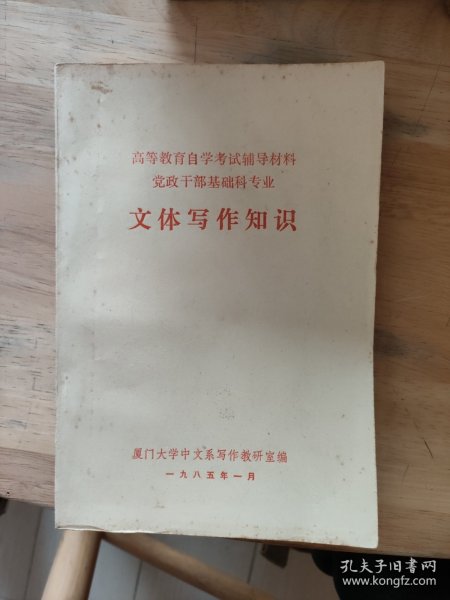 高等教育自学考试辅导材料
党政干部基础科专业
文体写作知识
厦门大学中文系写作教研室编
一九八五年一月
孔夫子旧书网
www.kongfz.com